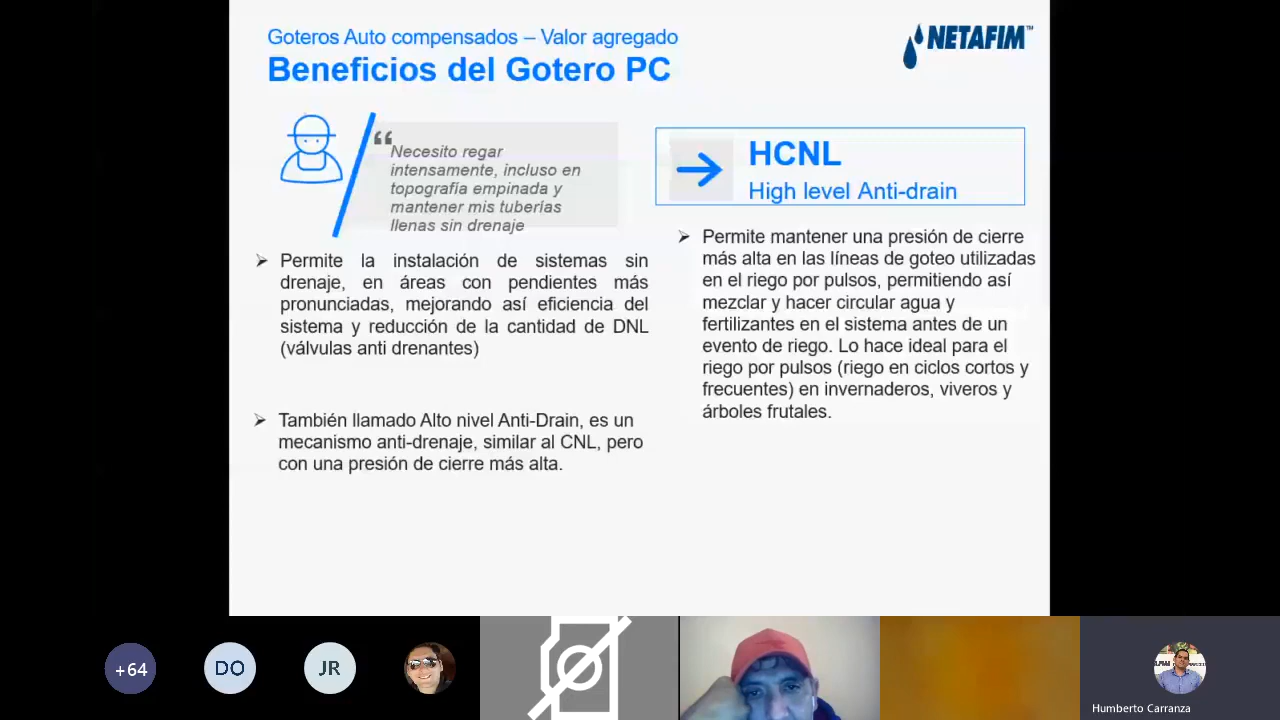 Goteros Auto compensados – Valor agregado
NETAFIM™
Beneficios del Gotero PC
“
Necesito regar
intensamente, incluso en
topografía empinada y
mantener mis tuberías
llenas sin drenaje
➢ Permite la instalación de sistemas sin
drenaje, en áreas con pendientes más
pronunciadas, mejorando así eficiencia del
sistema y reducción de la cantidad de DNL
(válvulas anti drenantes)
➢ También llamado Alto nivel Anti-Drain, es un
mecanismo anti-drenaje, similar al CNL, pero
con una presión de cierre más alta.
HCNL
High level Anti-drain
➢ Permite mantener una presión de cierre
más alta en las líneas de goteo utilizadas
en el riego por pulsos, permitiendo así
mezclar y hacer circular agua y
fertilizantes en el sistema antes de un
evento de riego. Lo hace ideal para el
riego por pulsos (riego en ciclos cortos y
frecuentes) en invernaderos, viveros y
árboles frutales.
+64
DO
JR
Humberto Carranza